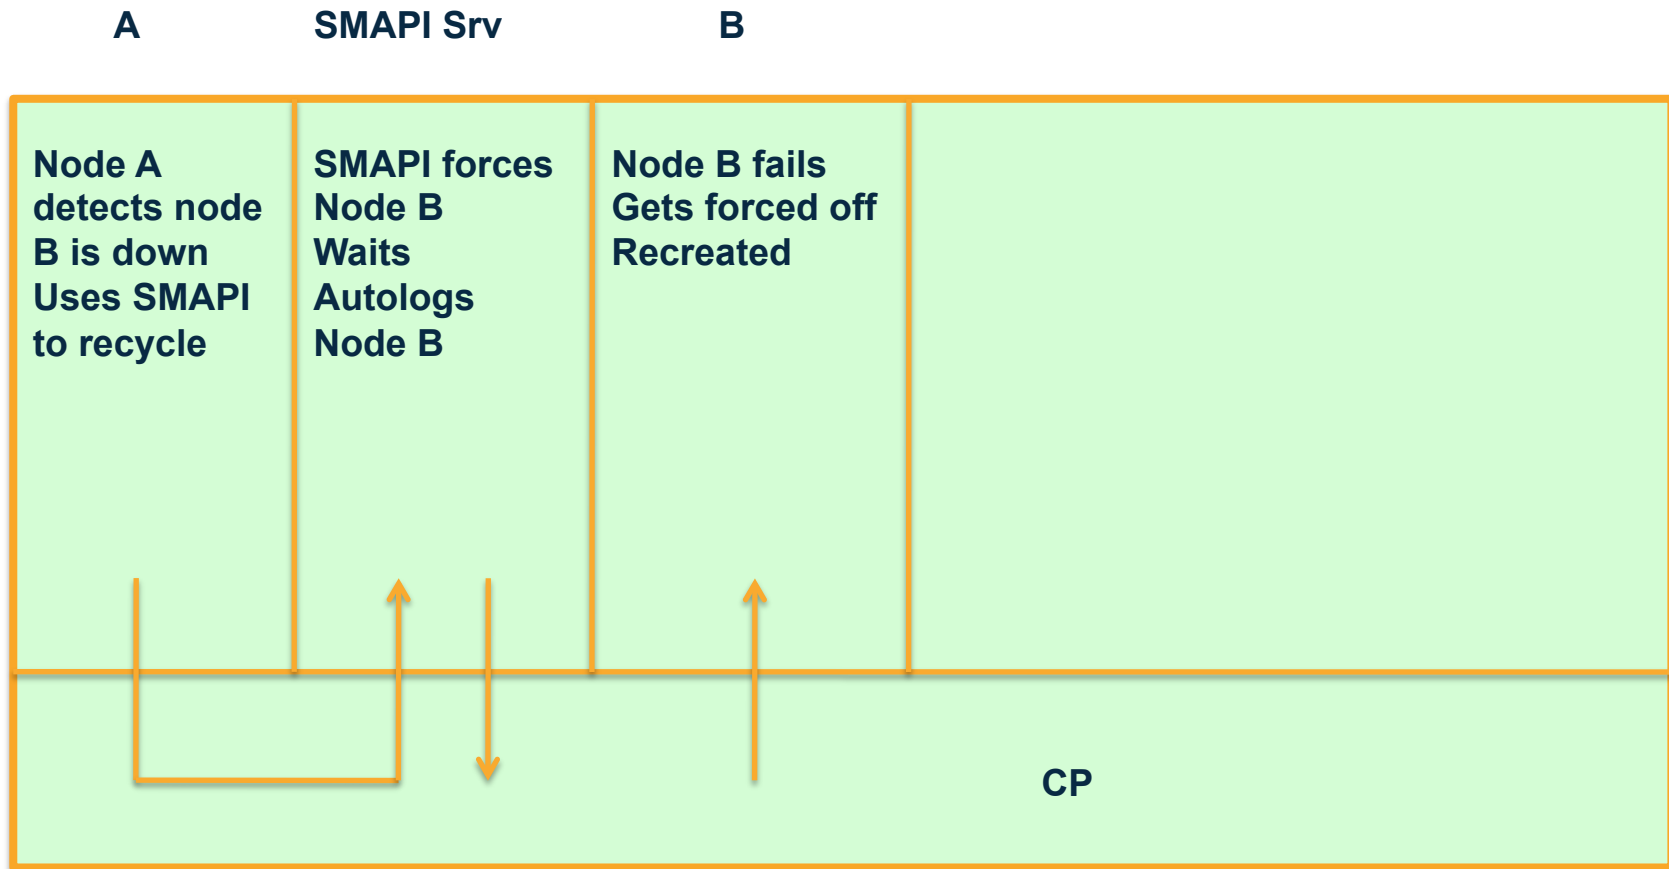 A
SMAPI Srv
B
Node A
detects node
B is down
Uses SMAPI
to recycle
SMAPI forces
Node B
Waits
Autologs
Node B
Node B fails
Gets forced off
Recreated
CP